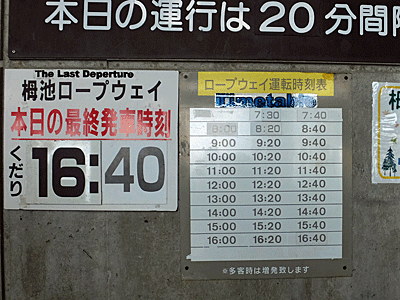 本日の運行は20分間
The Last Departure
栂池ロープウェイ
本日の最終発車時刻
くだり
16:40
ロープウェイ運転時刻表
Timetable
7:30 7:40
8:00 8:20 8:40
9:00 9:20 9:40
10:00 10:20 10:40
11:00 11:20 11:40
12:00 12:20 12:40
13:00 13:20 13:40
14:00 14:20 14:40
15:00 15:20 15:40
16:00 16:20 16:40
※多客時は増発致します
栂